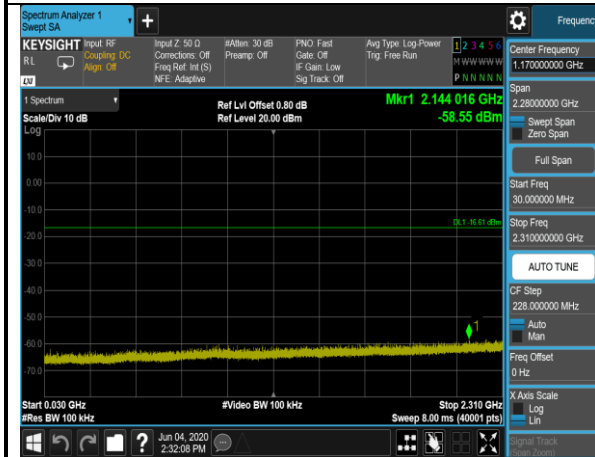 Spectrum Analyzer 1
Swept SA
+
Frequency
KEYSIGHT
RL
LXI
Input: RF
Coupling: DC
Align: Off
Input Z: 50 Ω
Corrections: Off
Freq Ref: Int (S)
NFE: Adaptive
#Atten: 30 dB
Preamp: Off
PNO: Fast
Gate: Off
IF Gain: Low
Sig Track: Off
Avg Type: Log-Power
Trig: Free Run
1 2 3 4 5 6
M W W W W W
P N N N N N
1 Spectrum
Scale/Div 10 dB
Log
Ref Lvl Offset 0.80 dB
Ref Level 20.00 dBm
Mkr1 2.144 016 GHz
-58.55 dBm
10.0
0.00
-10.0
-20.0
-30.0
-40.0
-50.0
-60.0
-70.0
DL1 -16.61 dBm
1
Start 0.030 GHz
#Res BW 100 kHz
#Video BW 100 kHz
Stop 2.310 GHz
Sweep 8.00 ms (40001 pts)
Center Frequency
1.170000000 GHz
Span
2.28000000 GHz
Swept Span
Zero Span
Full Span
Start Freq
30.000000 MHz
Stop Freq
2.310000000 GHz
AUTO TUNE
CF Step
228.000000 MHz
Auto
Man
Freq Offset
0 Hz
X Axis Scale
Log
Lin
Signal Track
(Span Zoom)
?
Jun 04, 2020
2:32:08 PM